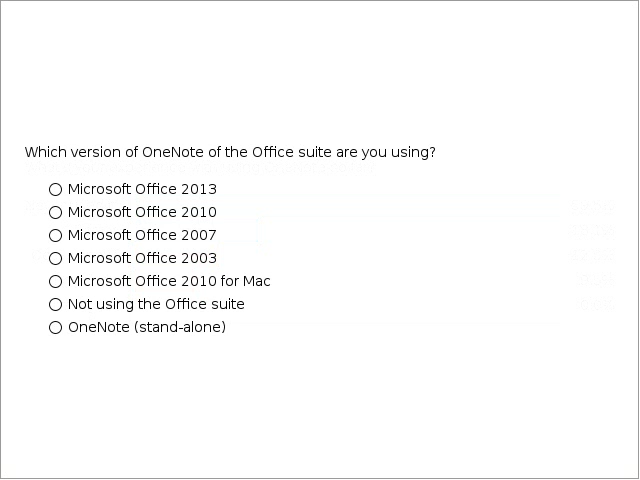 Which version of OneNote of the Office suite are you using?
Microsoft Office 2013
Microsoft Office 2010
Microsoft Office 2007
Microsoft Office 2003
Microsoft Office 2010 for Mac
Not using the Office suite
OneNote (stand-alone)